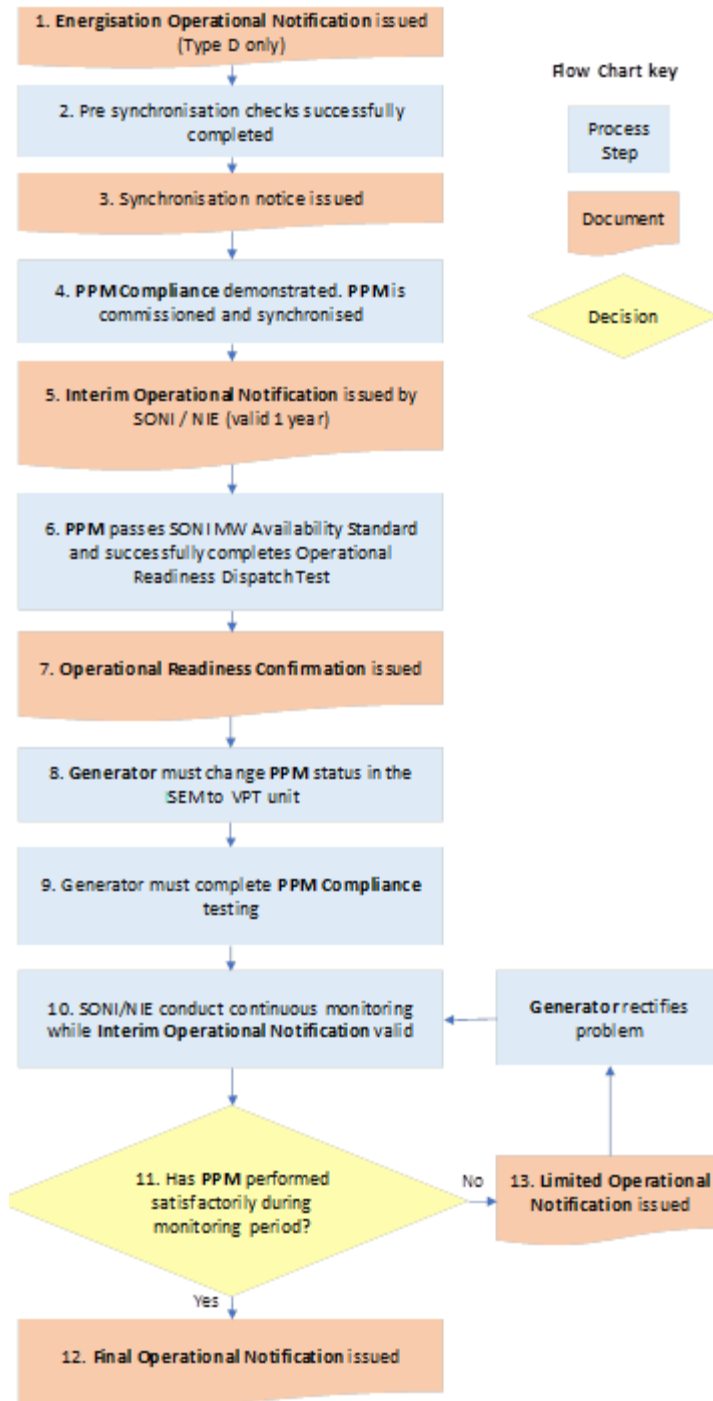 1. Energisation Operational Notification issued
(Type D only)
Flow Chart key
2. Pre synchronisation checks successfully
completed
Process
Step
3. Synchronisation notice issued
Document
4. PPM Compliance demonstrated. PPM is
commissioned and synchronised
Decision
5. Interim Operational Notification issued by
SONI / NIE (valid 1 year)
6. PPM passes SONI MW Availability Standard
and successfully completes Operational
Readiness Dispatch Test
7. Operational Readiness Confirmation issued
8. Generator must change PPM status in the
SEM to VPT unit
9. Generator must complete PPM Compliance
testing
10. SONI/NIE conduct continuous monitoring
while Interim Operational Notification valid
Generator rectifies
problem
11. Has PPM performed
satisfactorily during
monitoring period?
No
13. Limited Operational
Notification issued
Yes
12. Final Operational Notification issued